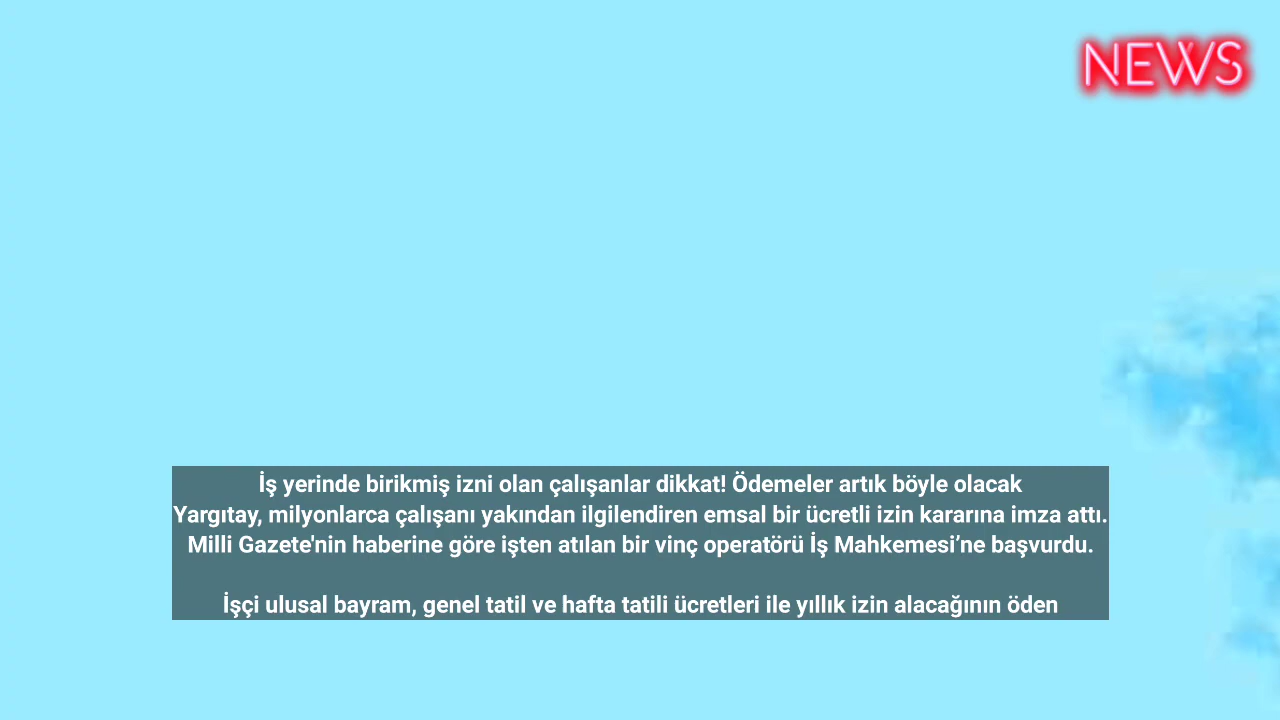 NEWS
İş yerinde birikmiş izni olan çalışanlar dikkat! Ödemeler artık böyle olacak
Yargıtay, milyonlarca çalışanı yakından ilgilendiren emsal bir ücretli izin kararına imza attı.
Milli Gazete'nin haberine göre işten atılan bir vinç operatörü İş Mahkemesi’ne başvurdu.
İşçi ulusal bayram, genel tatil ve hafta tatili ücretleri ile yıllık izin alacağının öden